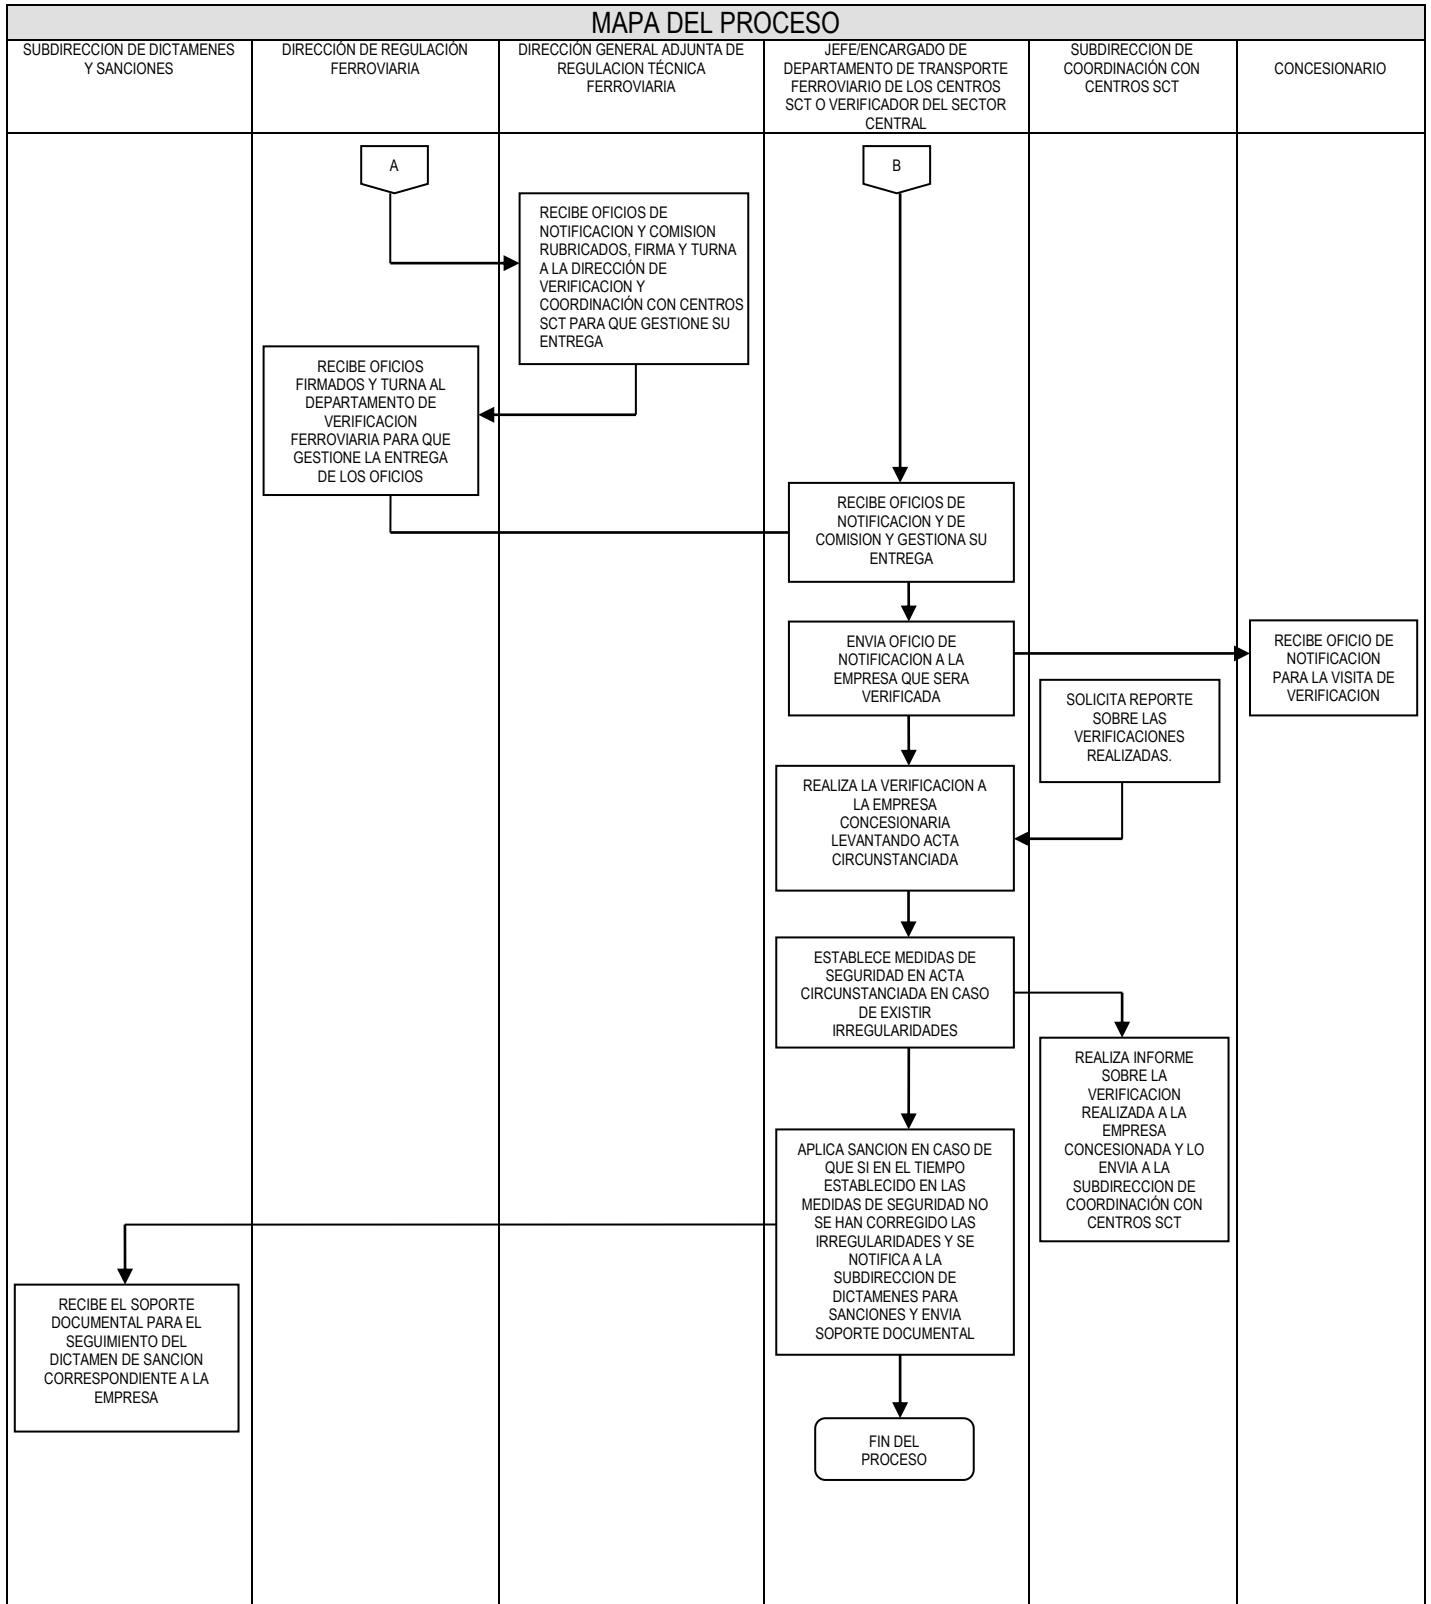 MAPA DEL PROCESO
SUBDIRECCION DE DICTAMENES
Y SANCIONES
DIRECCIÓN DE REGULACIÓN
FERROVIARIA
DIRECCIÓN GENERAL ADJUNTA DE
REGULACION TÉCNICA
FERROVIARIA
JEFE/ENCARGADO DE
DEPARTAMENTO DE TRANSPORTE
FERROVIARIO DE LOS CENTROS
SCT O VERIFICADOR DEL SECTOR
CENTRAL
SUBDIRECCION DE
COORDINACIÓN CON
CENTROS SCT
CONCESIONARIO
A
B
RECIBE OFICIOS DE
NOTIFICACION Y COMISION
RUBRICADOS, FIRMA Y TURNA
A LA DIRECCIÓN DE
VERIFICACION Y
COORDINACIÓN CON CENTROS
SCT PARA QUE GESTIONE SU
ENTREGA
RECIBE OFICIOS
FIRMADOS Y TURNA AL
DEPARTAMENTO DE
VERIFICACION
FERROVIARIA PARA QUE
GESTIONE LA ENTREGA
DE LOS OFICIOS
RECIBE OFICIOS DE
NOTIFICACION Y DE
COMISION Y GESTIONA SU
ENTREGA
ENVIA OFICIO DE
NOTIFICACION A LA
EMPRESA QUE SERA
VERIFICADA
RECIBE OFICIO DE
NOTIFICACION
PARA LA VISITA DE
VERIFICACION
SOLICITA REPORTE
SOBRE LAS
VERIFICACIONES
REALIZADAS.
REALIZA LA VERIFICACION A
LA EMPRESA
CONCESIONARIA
LEVANTANDO ACTA
CIRCUNSTANCIADA
ESTABLECE MEDIDAS DE
SEGURIDAD EN ACTA
CIRCUNSTANCIADA EN CASO
DE EXISTIR
IRREGULARIDADES
REALIZA INFORME
SOBRE LA
VERIFICACION
REALIZADA A LA
EMPRESA
CONCESIONADA Y LO
ENVIA A LA
SUBDIRECCION DE
COORDINACIÓN CON
CENTROS SCT
APLICA SANCION EN CASO DE
QUE SI EN EL TIEMPO
ESTABLECIDO EN LAS
MEDIDAS DE SEGURIDAD NO
SE HAN CORREGIDO LAS
IRREGULARIDADES Y SE
NOTIFICA A LA
SUBDIRECCION DE
DICTAMENES PARA
SANCIONES Y ENVIA
SOPORTE DOCUMENTAL
RECIBE EL SOPORTE
DOCUMENTAL PARA EL
SEGUIMIENTO DEL
DICTAMEN DE SANCION
CORRESPONDIENTE A LA
EMPRESA
FIN DEL
PROCESO